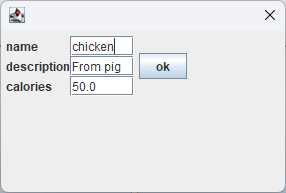 name chicken
description From pig ok
calories 50.0